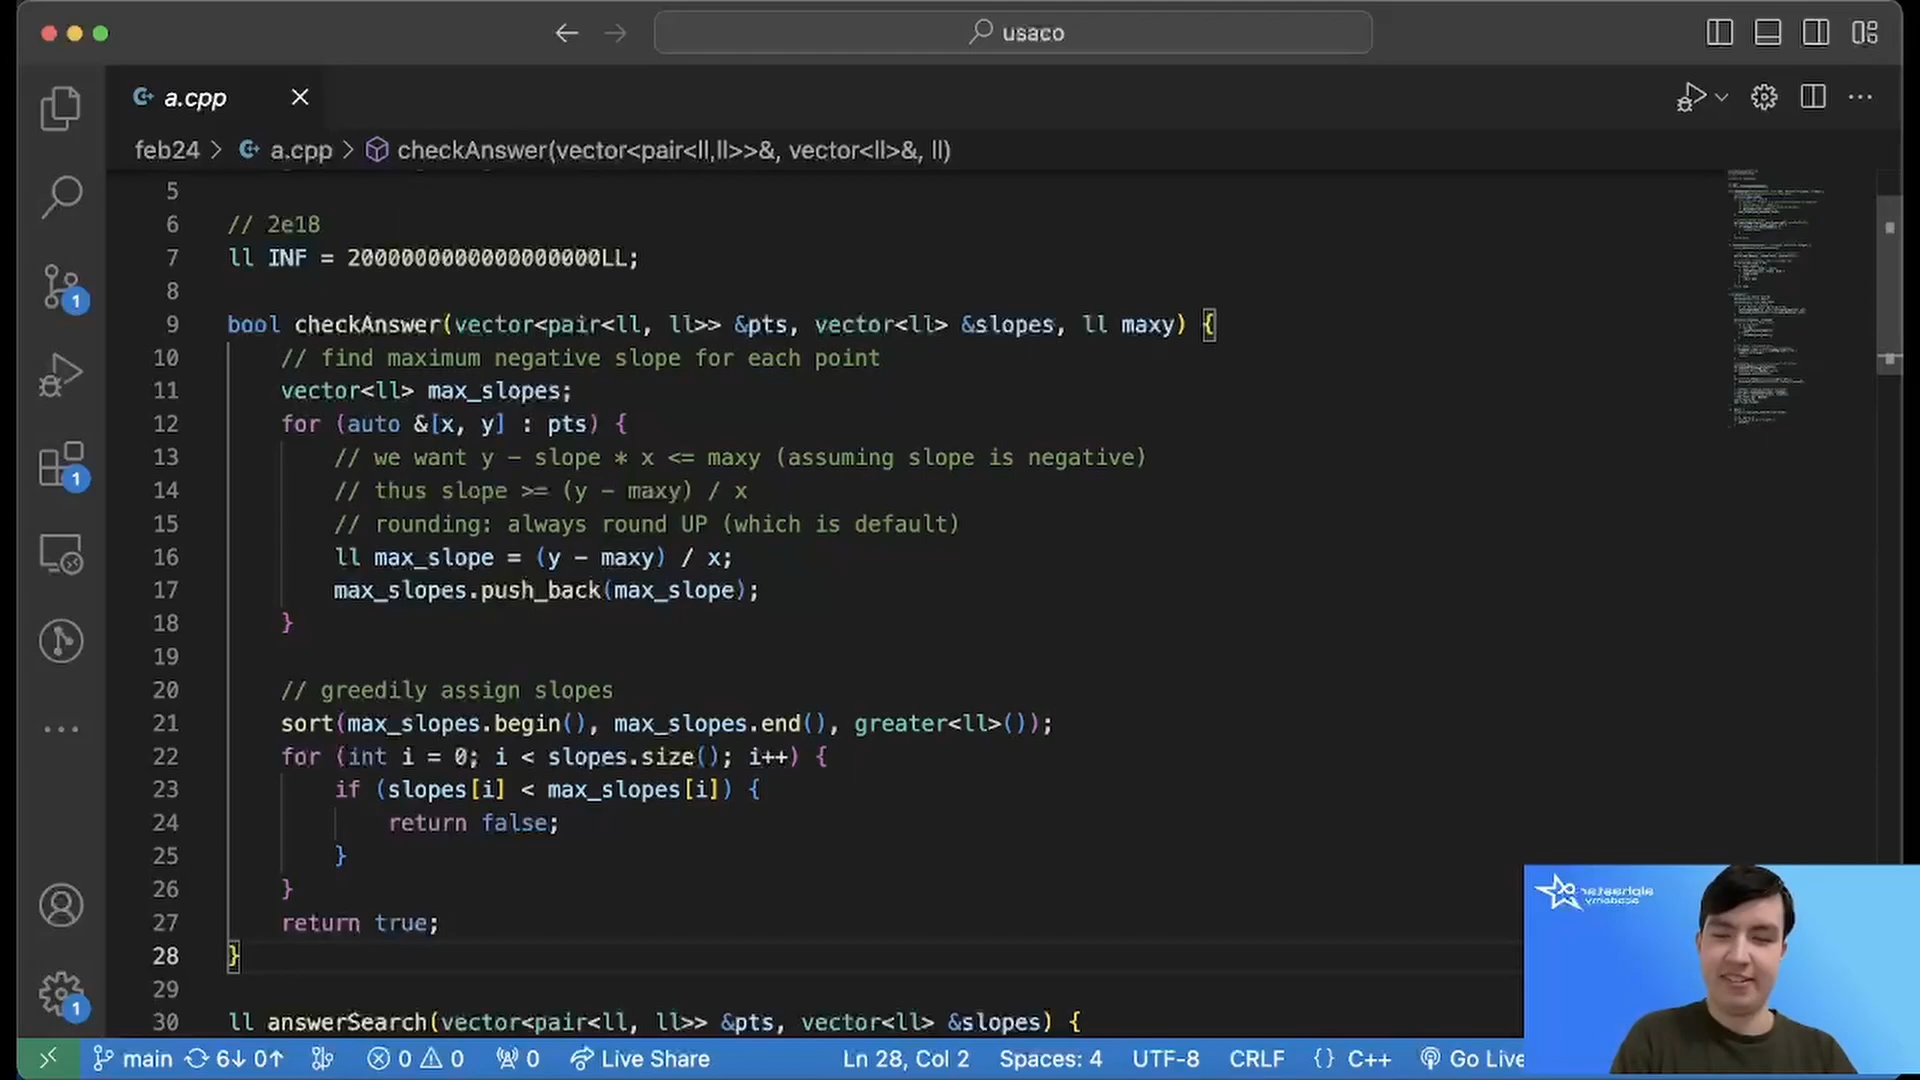 usaco
a.cpp
feb24 > a.cpp > checkAnswer(vector<pair<ll,ll>>&, vector<ll>&, ll)
5
6 // 2e18
7 ll INF = 2000000000000000000LL;
8
9 bool checkAnswer(vector<pair<ll, ll>> &pts, vector<ll> &slopes, ll maxy) {
10 // find maximum negative slope for each point
11 vector<ll> max_slopes;
12 for (auto &[x, y] : pts) {
13 // we want y - slope * x <= maxy (assuming slope is negative)
14 // thus slope >= (y - maxy) / x
15 // rounding: always round UP (which is default)
16 ll max_slope = (y - maxy) / x;
17 max_slopes.push_back(max_slope);
18 }
19
20 // greedily assign slopes
21 sort(max_slopes.begin(), max_slopes.end(), greater<ll>());
22 for (int i = 0; i < slopes.size(); i++) {
23 if (slopes[i] < max_slopes[i]) {
24 return false;
25 }
26 }
27 return true;
28 }
29
30 ll answerSearch(vector<pair<ll, ll>> &pts, vector<ll> &slopes) {
1
1
1
main 6↓ 0↑ 0 0 0 Live Share Ln 28, Col 2 Spaces: 4 UTF-8 CRLF {} C++ Go Live
alphastar
academy